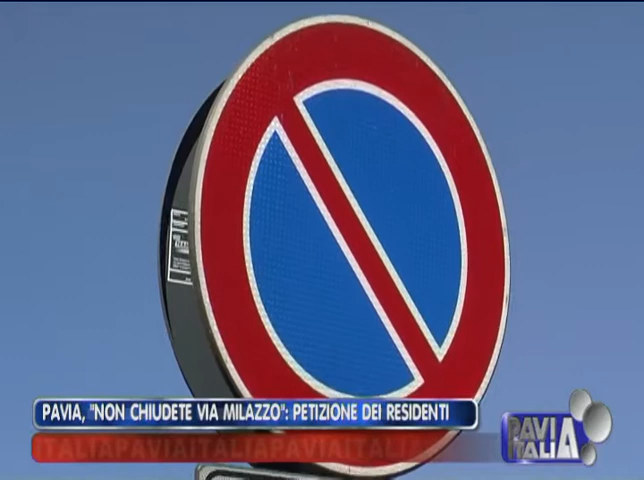 PAVIA, "NON CHIUDETE VIA MILAZZO": PETIZIONE DEI RESIDENTI
ITALIAPAVIAITALIAPAVIAITALIA
PAVIA
ITALIA